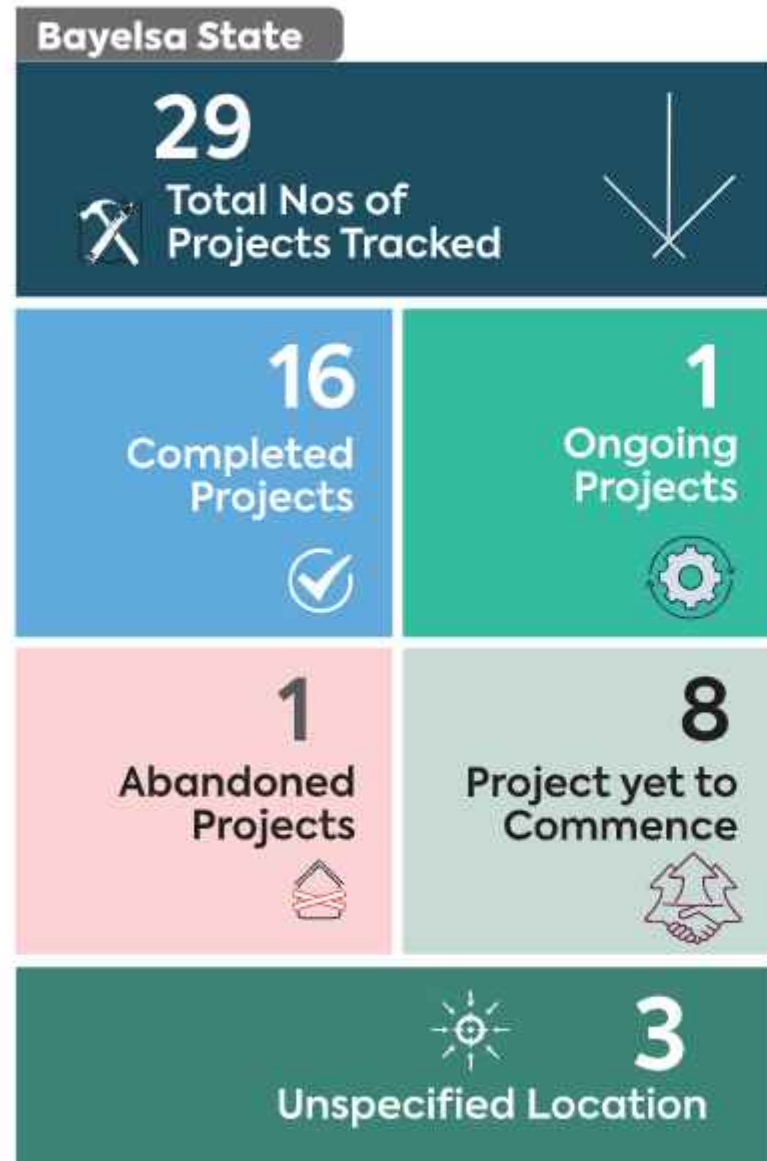 Bayelsa State
29
Total Nos of
Projects Tracked
16
Completed
Projects
1
Ongoing
Projects
1
Abandoned
Projects
8
Project yet to
Commence
3
Unspecified Location